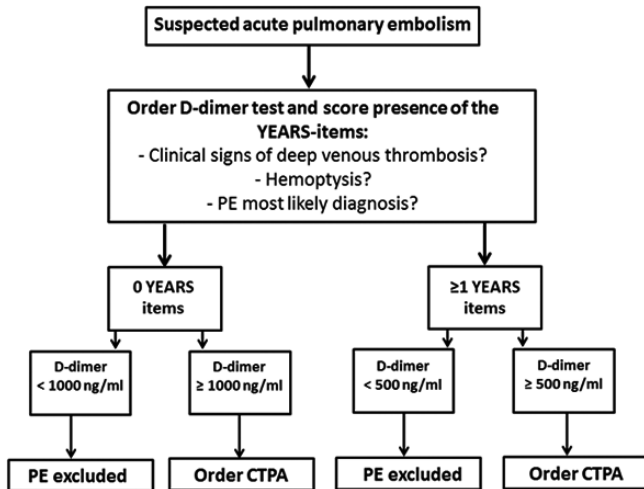 Suspected acute pulmonary embolism
Order D-dimer test and score presence of the
YEARS-items:
- Clinical signs of deep venous thrombosis?
- Hemoptysis?
- PE most likely diagnosis?
0 YEARS
items
≥1 YEARS
items
D-dimer
< 1000 ng/ml
D-dimer
≥ 1000 ng/ml
D-dimer
< 500 ng/ml
D-dimer
≥ 500 ng/ml
PE excluded
Order CTPA
PE excluded
Order CTPA